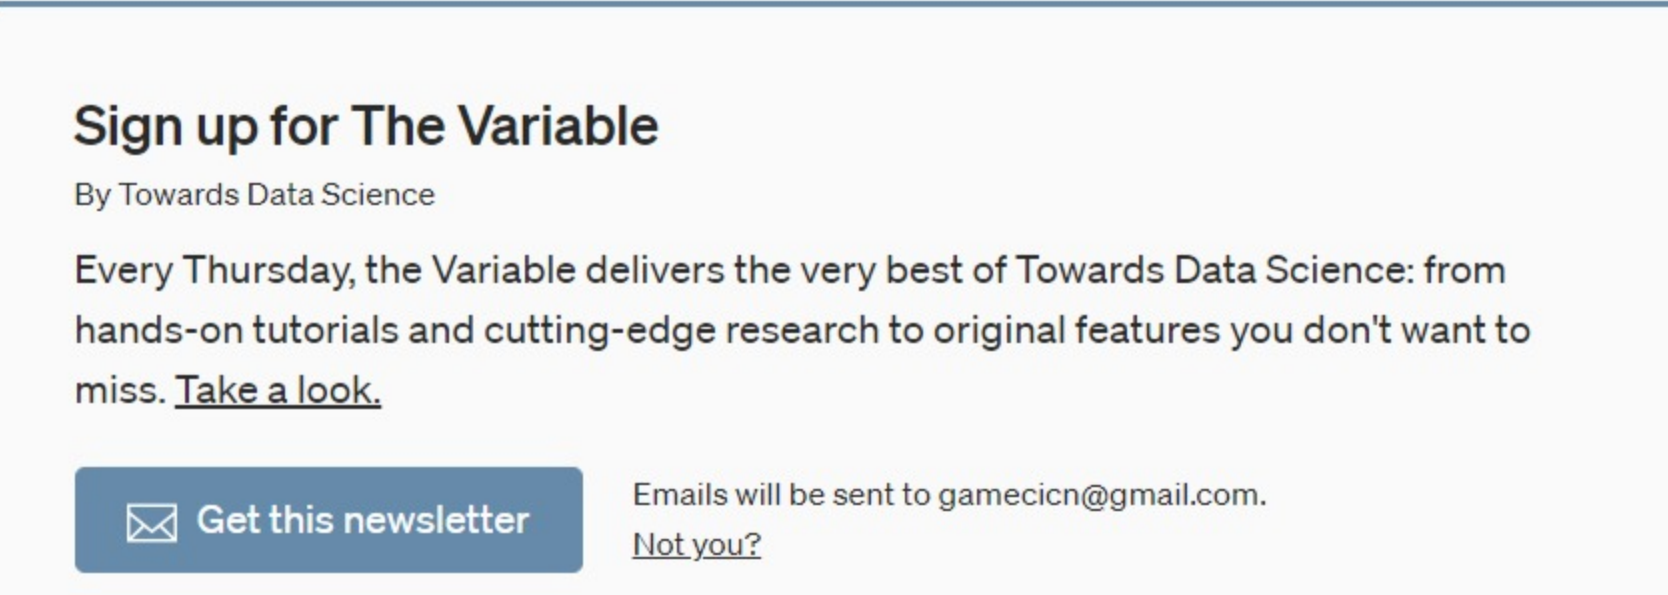 Sign up for The Variable
By Towards Data Science
Every Thursday, the Variable delivers the very best of Towards Data Science: from
hands-on tutorials and cutting-edge research to original features you don't want to
miss. Take a look.
Get this newsletter
Emails will be sent to gamecicn@gmail.com.
Not you?